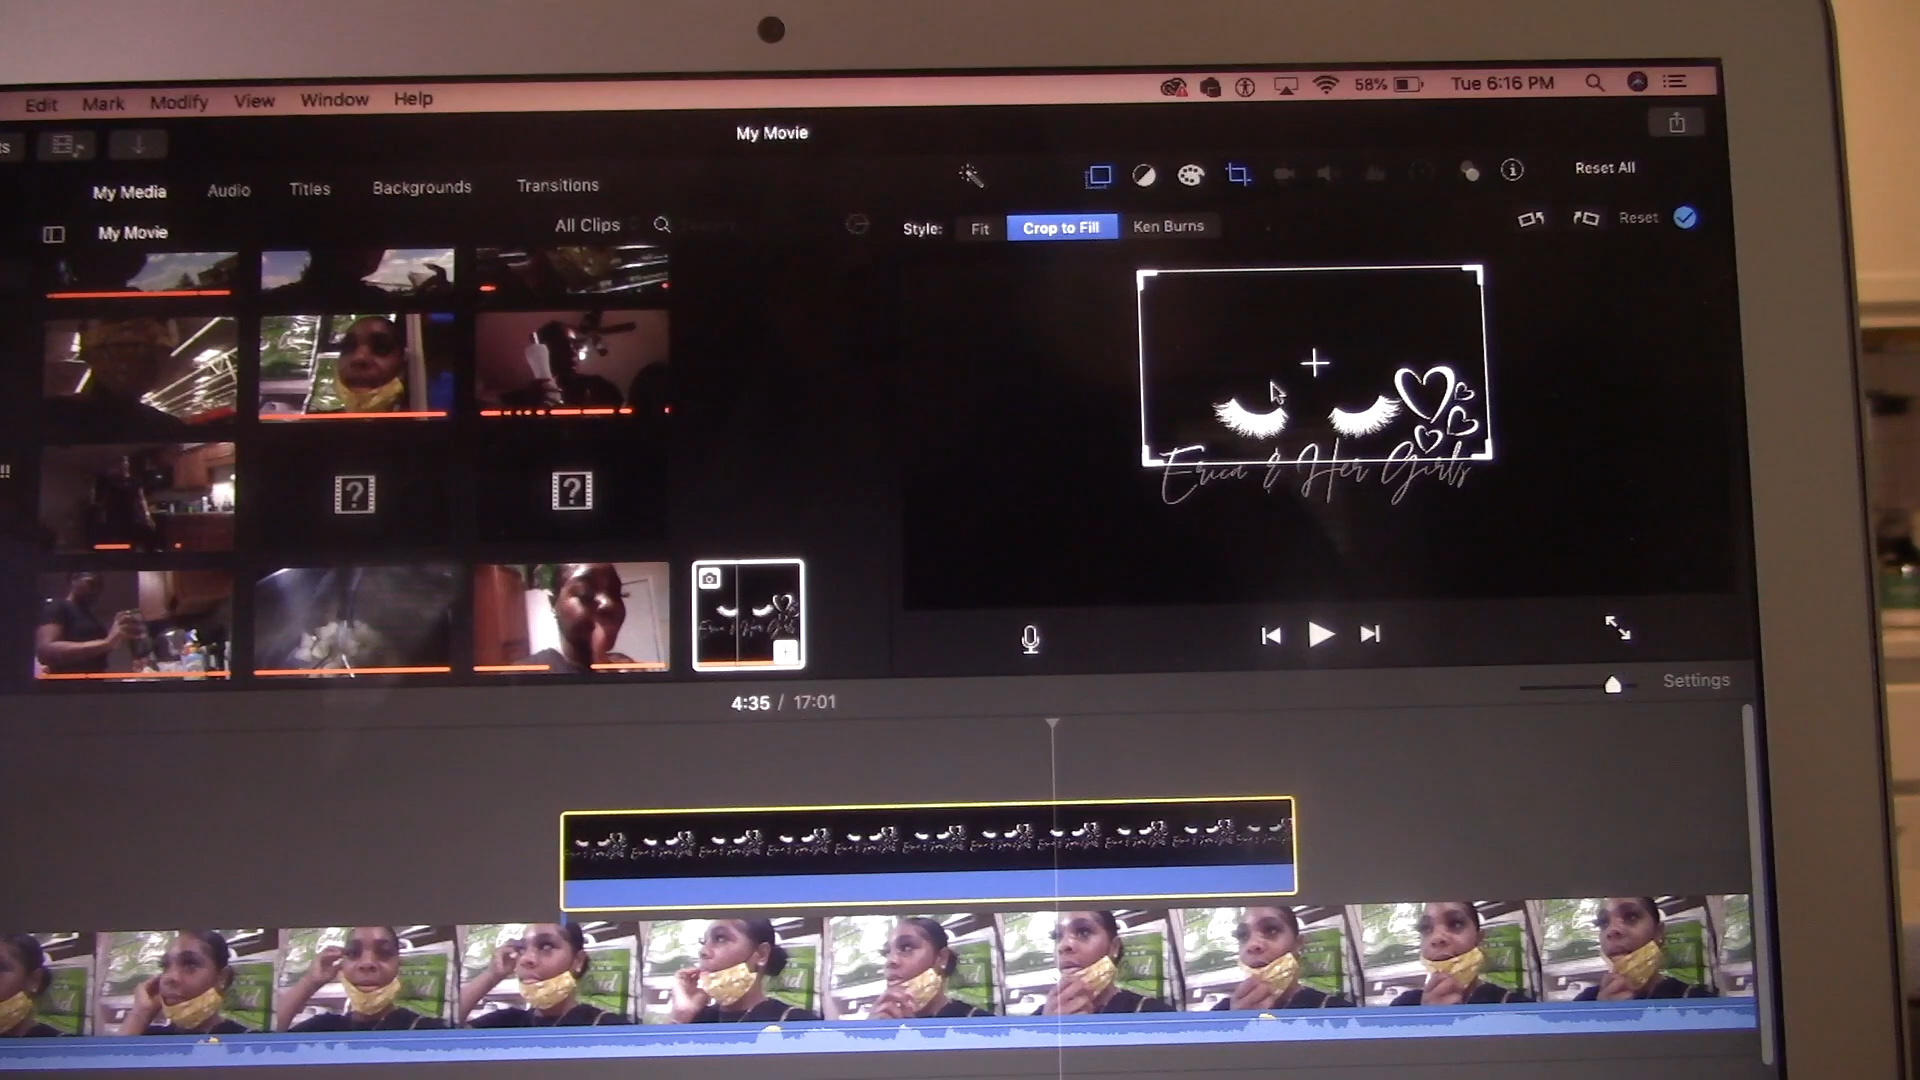 Edit Mark Modify View Window Help 58% Tue 6:16 PM
My Movie
My Media Audio Titles Backgrounds Transitions Reset All
My Movie All Clips Style: Fit Crop to Fill Ken Burns Reset
Erica & Her Girls
!!
? ?
4:35 / 17:01 Settings